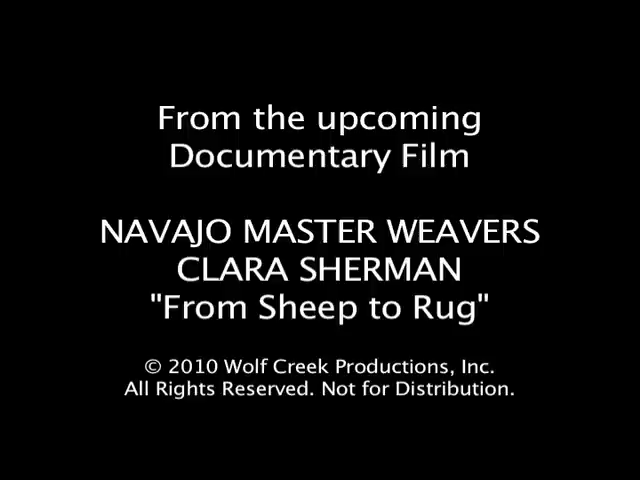 From the upcoming
Documentary Film
NAVAJO MASTER WEAVERS
CLARA SHERMAN
"From Sheep to Rug"
© 2010 Wolf Creek Productions, Inc.
All Rights Reserved. Not for Distribution.